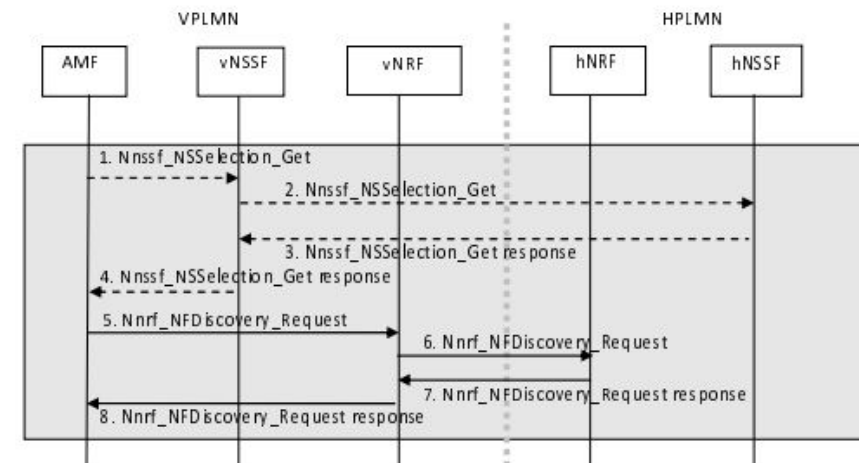 VPLMN
HPLMN
AMF
vNSSF
vNRF
hNRF
hNSSF
1. Nnssf_NSSelection_Get
2. Nnssf_NSSelection_Get
3. Nnssf_NSSelection_Get response
4. Nnssf_NSSelection_Get response
5. Nnrf_NFDiscovery_Request
6. Nnrf_NFDiscovery_Request
7. Nnrf_NFDiscovery_Request response
8. Nnrf_NFDiscovery_Request response